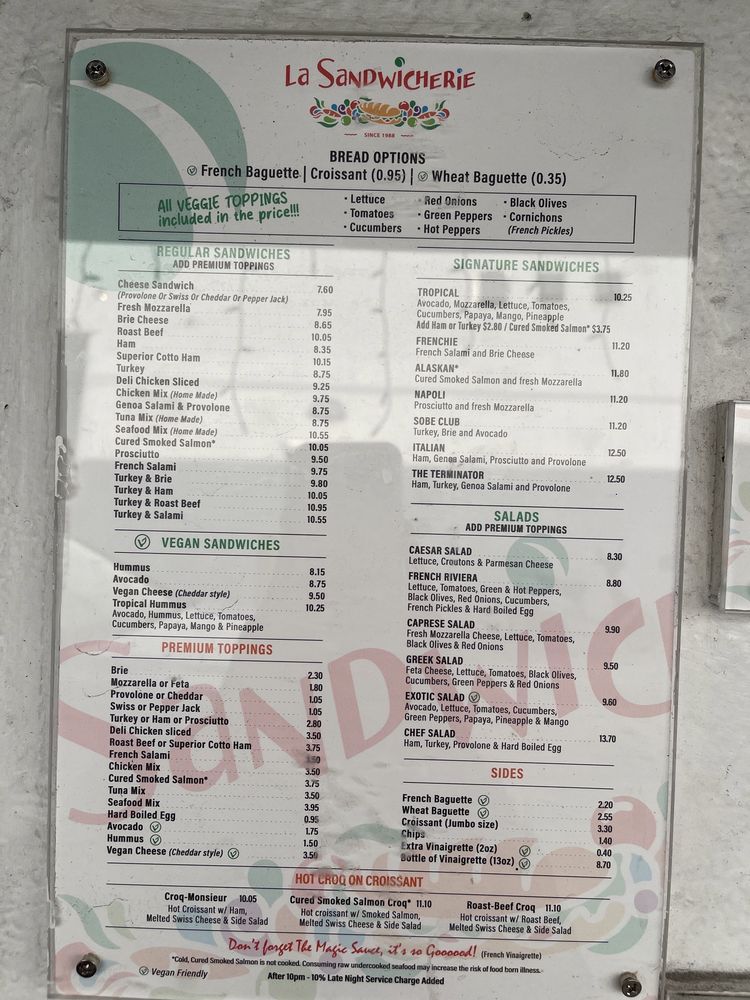 La Sandwicherie
SINCE 1988
BREAD OPTIONS
French Baguette | Croissant (0.95) | Wheat Baguette (0.35)
All VEGGIE TOPPINGS
included in the price!!!
· Lettuce · Red Onions · Black Olives
· Tomatoes · Green Peppers · Cornichons
· Cucumbers · Hot Peppers (French Pickles)
REGULAR SANDWICHES
ADD PREMIUM TOPPINGS
Cheese Sandwich 7.60
(Provolone Or Swiss Or Cheddar Or Pepper Jack)
Fresh Mozzarella 7.95
Brie Cheese 8.65
Roast Beef 10.05
Ham 8.35
Superior Cotto Ham 10.15
Turkey 8.75
Deli Chicken Sliced 9.25
Chicken Mix (Home Made) 9.75
Genoa Salami & Provolone 8.75
Tuna Mix (Home Made) 8.75
Seafood Mix (Home Made) 10.55
Cured Smoked Salmon* 10.05
Prosciutto 9.50
French Salami 9.75
Turkey & Brie 9.80
Turkey & Ham 10.05
Turkey & Roast Beef 10.95
Turkey & Salami 10.55
VEGAN SANDWICHES
Hummus 8.15
Avocado 8.75
Vegan Cheese (Cheddar style) 9.50
Tropical Hummus 10.25
Avocado, Hummus, Lettuce, Tomatoes,
Cucumbers, Papaya, Mango & Pineapple
PREMIUM TOPPINGS
Brie 2.30
Mozzarella or Feta 1.80
Provolone or Cheddar 1.05
Swiss or Pepper Jack 1.05
Turkey or Ham or Prosciutto 2.80
Deli Chicken sliced 3.50
Roast Beef or Superior Cotto Ham 3.75
French Salami 3.50
Chicken Mix 3.50
Cured Smoked Salmon* 3.75
Tuna Mix 3.50
Seafood Mix 3.95
Hard Boiled Egg 0.95
Avocado 1.75
Hummus 1.50
Vegan Cheese (Cheddar style) 3.50
SIGNATURE SANDWICHES
TROPICAL 10.25
Avocado, Mozzarella, Lettuce, Tomatoes,
Cucumbers, Papaya, Mango, Pineapple
Add Ham or Turkey $2.80 / Cured Smoked Salmon* $3.75
FRENCHIE 11.20
French Salami and Brie Cheese
ALASKAN* 11.80
Cured Smoked Salmon and fresh Mozzarella
NAPOLI 11.20
Prosciutto and fresh Mozzarella
SOBE CLUB 11.20
Turkey, Brie and Avocado
ITALIAN 12.50
Ham, Genoa Salami, Prosciutto and Provolone
THE TERMINATOR 12.50
Ham, Turkey, Genoa Salami and Provolone
SALADS
ADD PREMIUM TOPPINGS
CAESAR SALAD 8.30
Lettuce, Croutons & Parmesan Cheese
FRENCH RIVIERA 8.80
Lettuce, Tomatoes, Green & Hot Peppers,
Black Olives, Red Onions, Cucumbers,
French Pickles & Hard Boiled Egg
CAPRESE SALAD 9.90
Fresh Mozzarella Cheese, Lettuce, Tomatoes,
Black Olives & Red Onions
GREEK SALAD 9.50
Feta Cheese, Lettuce, Tomatoes, Black Olives,
Cucumbers, Green Peppers & Red Onions
EXOTIC SALAD 9.60
Avocado, Lettuce, Tomatoes, Cucumbers,
Green Peppers, Papaya, Pineapple & Mango
CHEF SALAD 13.70
Ham, Turkey, Provolone & Hard Boiled Egg
SIDES
French Baguette 2.20
Wheat Baguette 2.55
Croissant (Jumbo size) 3.30
Chips 1.40
Extra Vinaigrette (2oz) 0.40
Bottle of Vinaigrette (13oz) 8.70
HOT CROQ ON CROISSANT
Croq-Monsieur 10.05
Hot Croissant w/ Ham,
Melted Swiss Cheese & Side Salad
Cured Smoked Salmon Croq* 11.10
Hot croissant w/ Smoked Salmon,
Melted Swiss Cheese & Side Salad
Roast-Beef Croq 11.10
Hot croissant w/ Roast Beef,
Melted Swiss Cheese & Side Salad
Don't forget The Magic Sauce, it's so Goooood! (French Vinaigrette)
*Cold, Cured Smoked Salmon is not cooked. Consuming raw undercooked seafood may increase the risk of food born illness.
Vegan Friendly
After 10pm - 10% Late Night Service Charge Added
SANDWIC